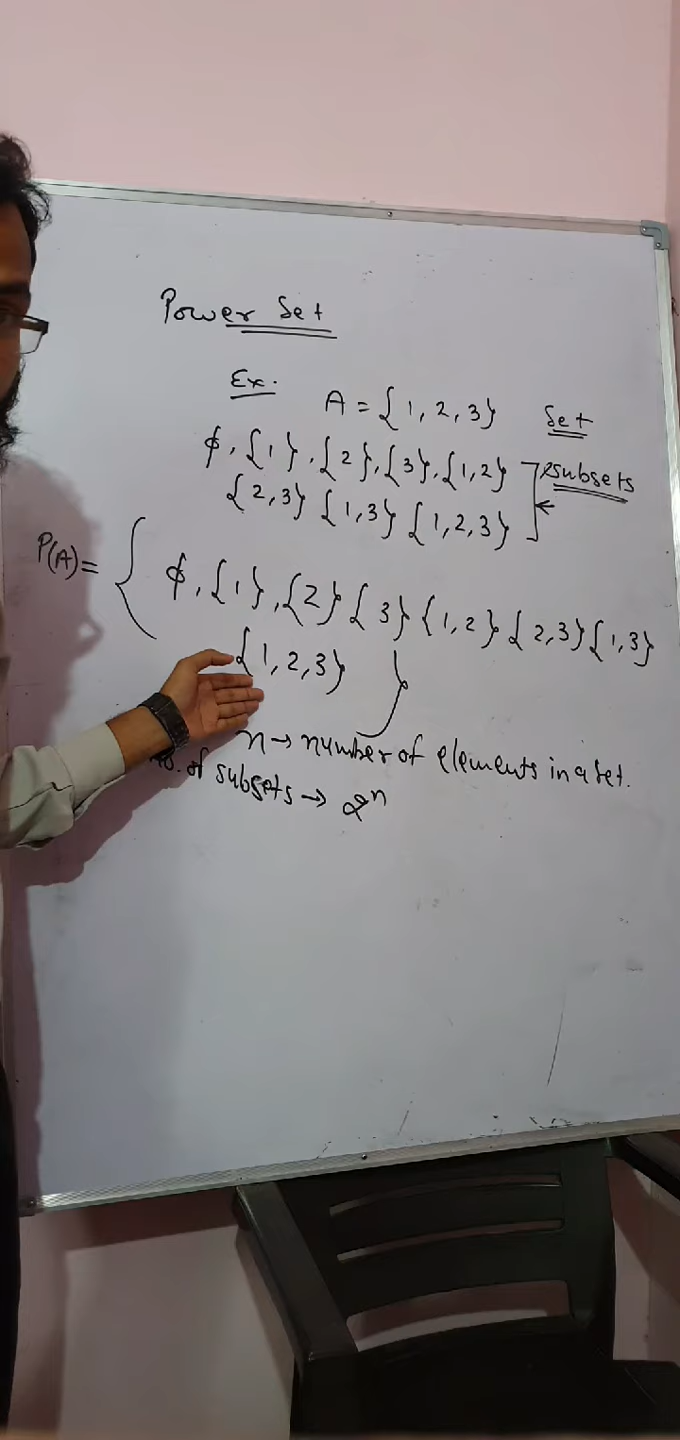 Power Set
Ex.
A = {1, 2, 3} Set
ϕ, {1}, {2}, {3}, {1,2} subsets
{2,3} {1,3} {1,2,3}
P(A) = { ϕ, {1}, {2} {3} {1,2} {2,3} {1,3}
{1,2,3} }
n → number of elements in a set.
of subsets → 2ⁿ